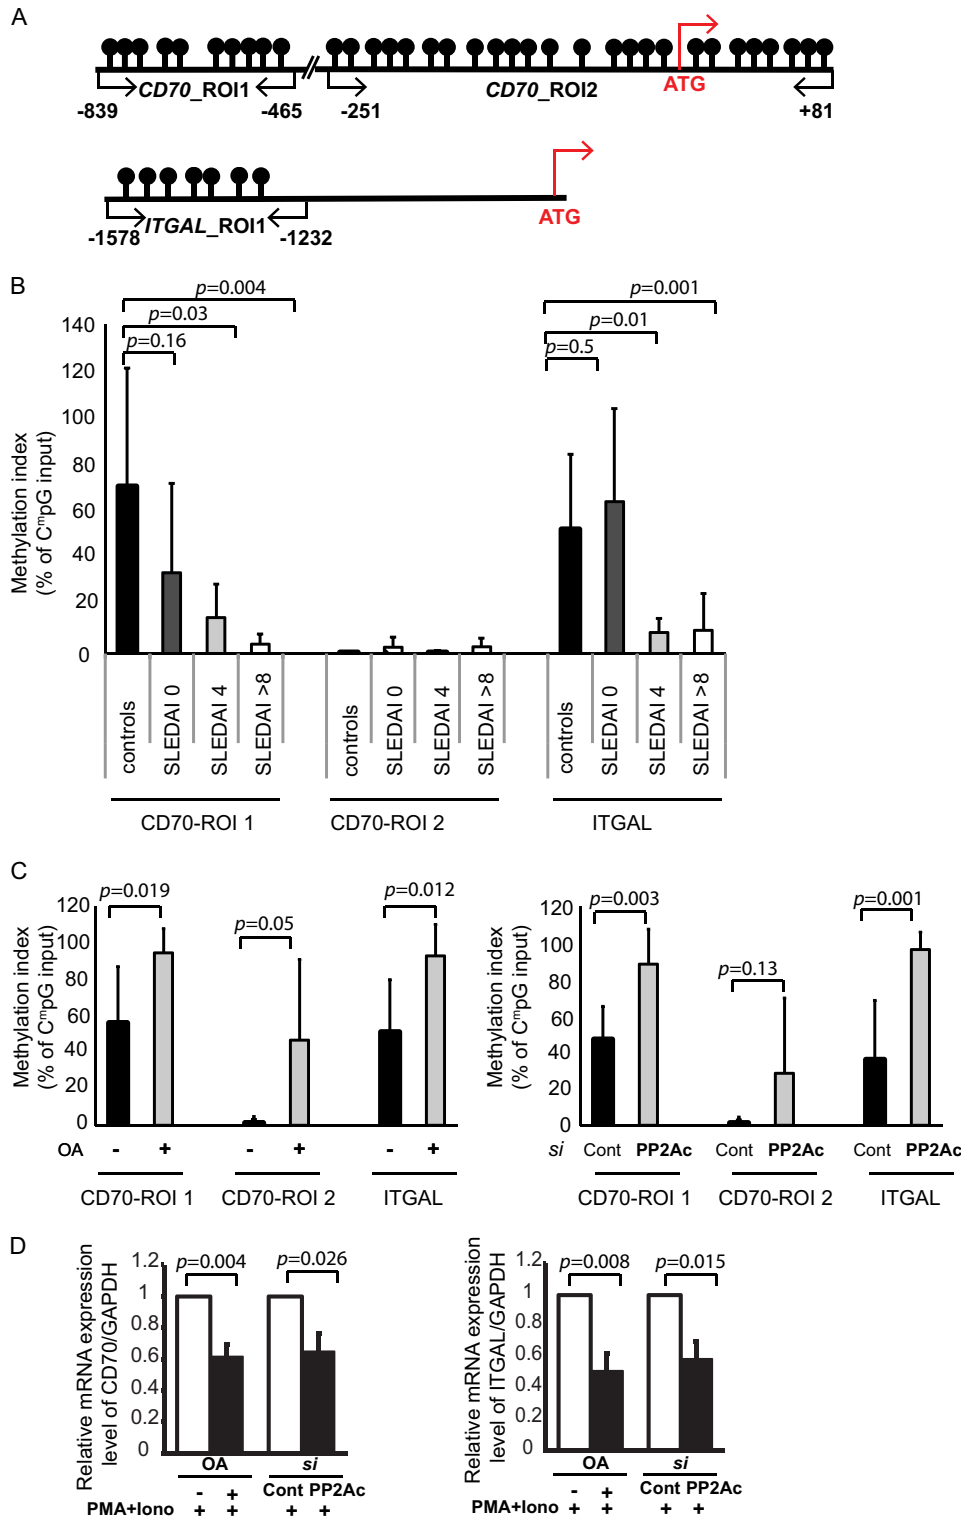 A
CD70_ROI1
CD70_ROI2
ATG
-839
-465
-251
+81
ITGAL_ROI1
ATG
-1578
-1232
B
p=0.004
p=0.03
p=0.16
p=0.001
p=0.01
p=0.5
Methylation index
(% of CᵐpG input)
140
120
100
80
60
40
20
0
controls
SLEDAI 0
SLEDAI 4
SLEDAI >8
controls
SLEDAI 0
SLEDAI 4
SLEDAI >8
controls
SLEDAI 0
SLEDAI 4
SLEDAI >8
CD70-ROI 1
CD70-ROI 2
ITGAL
C
Methylation index
(% of CᵐpG input)
120
100
80
60
40
20
0
p=0.019
p=0.05
p=0.012
OA - + - + - +
CD70-ROI 1
CD70-ROI 2
ITGAL
Methylation index
(% of CᵐpG input)
120
100
80
60
40
20
0
p=0.003
p=0.13
p=0.001
si Cont PP2Ac Cont PP2Ac Cont PP2Ac
CD70-ROI 1
CD70-ROI 2
ITGAL
D
Relative mRNA expression
level of CD70/GAPDH
1.2
1
0.8
0.6
0.4
0.2
0
p=0.004
p=0.026
OA
si
- + Cont PP2Ac
PMA+Iono + + + +
Relative mRNA expression
level of ITGAL/GAPDH
1.2
1
0.8
0.6
0.4
0.2
0
p=0.008
p=0.015
OA
si
- + Cont PP2Ac
PMA+Iono + + + +